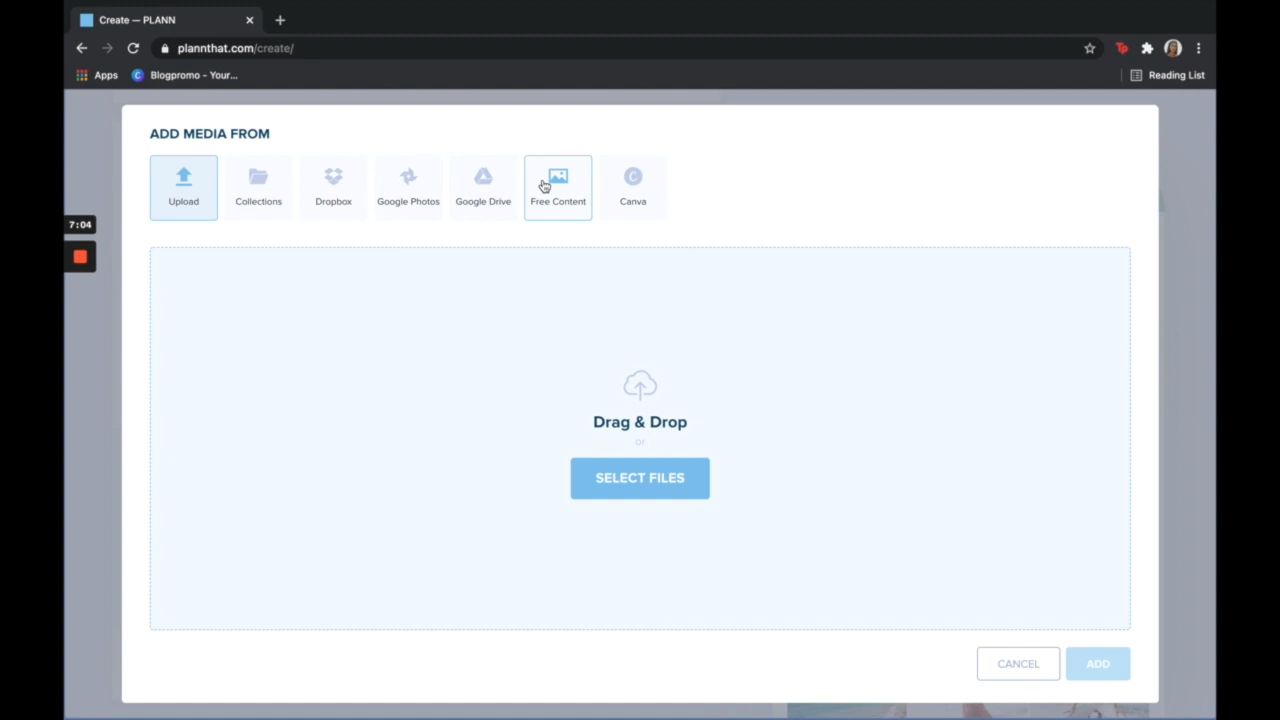 Create — PLANN
plannthat.com/create/
Apps
Blogpromo - Your...
Reading List
ADD MEDIA FROM
Upload
Collections
Dropbox
Google Photos
Google Drive
Free Content
C
Canva
7:04
Drag & Drop
or
SELECT FILES
CANCEL
ADD